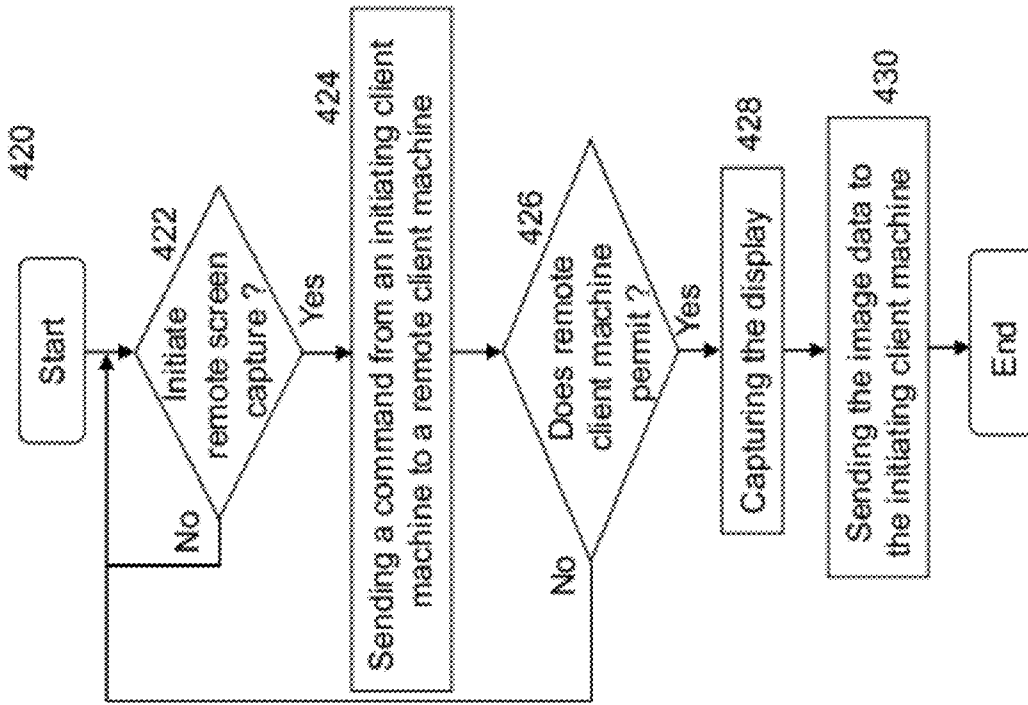 420
Start
422
Initiate
remote screen
capture ?
No
Yes
424
Sending a command from an initiating client
machine to a remote client machine
426
Does remote
client machine
permit ?
No
Yes
428
Capturing the display
430
Sending the image data to
the initiating client machine
End